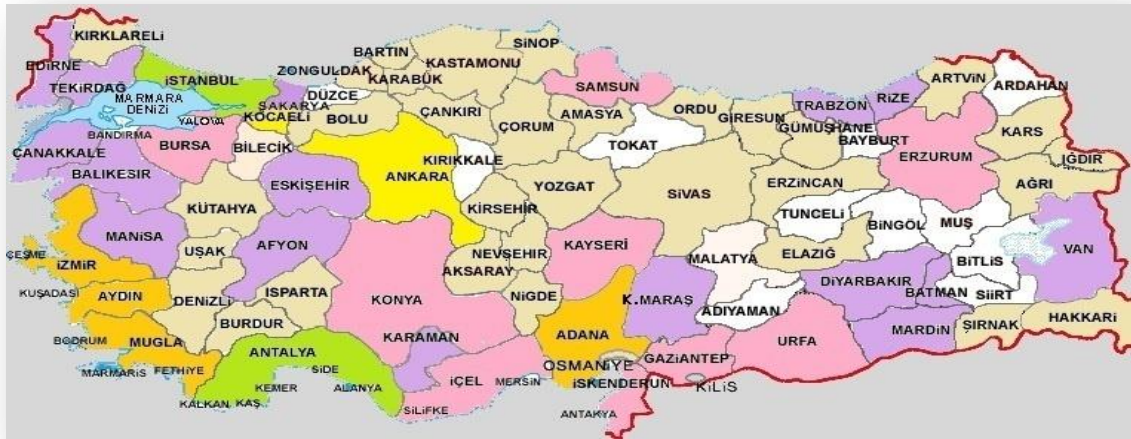 KIRKLARELİ
EDİRNE
TEKİRDAĞ
İSTANBUL
MARMARA
DENİZİ
YALOVA
KOCAELİ
SAKARYA
DÜZCE
ZONGULDAK
BARTIN
KARABÜK
KASTAMONU
SİNOP
SAMSUN
BOLU
ÇANKIRI
ÇORUM
AMASYA
ORDU
GİRESUN
TOKAT
TRABZON
RİZE
ARTVİN
ARDAHAN
GÜMÜŞ HANE
BAYBURT
ERZURUM
KARS
IĞDIR
AĞRI
ÇANAKKALE
BANDIRMA
BALIKESIR
BURSA
BİLECİK
ESKİŞEHİR
ANKARA
KIRIKKALE
KIRŞEHİR
YOZGAT
SİVAS
ERZİNCAN
TUNCELİ
BİNGÖL
MUŞ
BİTLİS
VAN
KÜTAHYA
MANİSA
UŞAK
AFYON
NEVŞEHİR
AKSARAY
KAYSERİ
MALATYA
ELAZIĞ
DİYARBAKIR
BATMAN
SİİRT
ÇEŞME
İZMİR
KUŞADASI
AYDIN
DENİZLİ
ISPARTA
BURDUR
KONYA
NİGDE
K.MARAŞ
ADIYAMAN
MARDİN
ŞIRNAK
HAKKARİ
BODRUM
MUGLA
MARMARİS
FETHİYE
ANTALYA
SİDE
KEMER
ALANYA
KALKAN
KAŞ
KARAMAN
İÇEL
SİLİFKE
MERSİN
ADANA
OSMANİYE
İSKENDERUN
ANTAKYA
GAZİANTEP
KİLİS
URFA